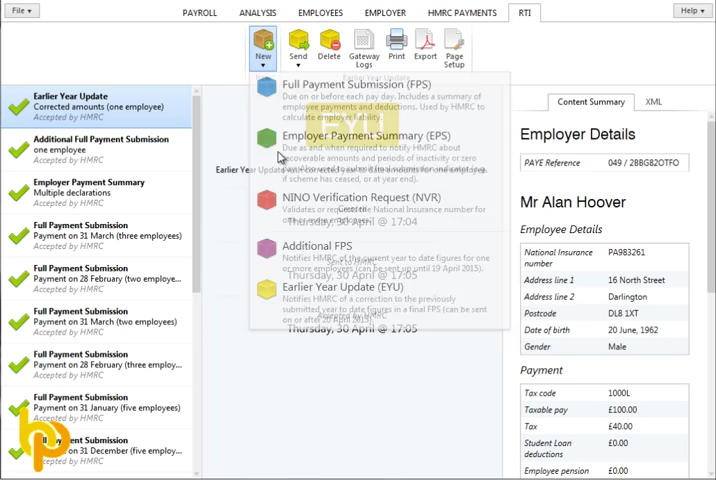 File
PAYROLL
ANALYSIS
EMPLOYEES
EMPLOYER
HMRC PAYMENTS
RTI
Help
New
Send
Delete
Gateway
Logs
Print
Export
Page
Setup
Earlier Year Update
Earlier Year Update
Corrected amounts (one employee)
Accepted by HMRC
Additional Full Payment Submission
one employee
Accepted by HMRC
Employer Payment Summary
Multiple declarations
Accepted by HMRC
Full Payment Submission
Payment on 31 March (three employees)
Accepted by HMRC
Full Payment Submission
Payment on 28 February (two employe...
Accepted by HMRC
Full Payment Submission
Payment on 31 March (two employees)
Accepted by HMRC
Full Payment Submission
Payment on 28 February (three employ...
Accepted by HMRC
Full Payment Submission
Payment on 31 January (five employees)
Accepted by HMRC
Full Payment Submission
Payment on 31 December (five employ...
Accepted by HMRC
bp
Full Payment Submission (FPS)
Due on or before each pay day. Includes a summary of
employee payments and deductions. Used by HMRC to
calculate employer liability.
EYU
Employer Payment Summary (EPS)
Due as and when required to notify HMRC about
recoverable amounts and periods of inactivity or zero
if scheme has ceased, or at year end).
NINO Verification Request (NVR)
Validates or requests the National Insurance number for
Thursday, 30 April @ 17:04
Additional FPS
Notifies HMRC of the current year to date figures for one
or more employees (can be sent up until 19 April 2015).
Sent to HMRC
Thursday, 30 April @ 17:05
Earlier Year Update (EYU)
Notifies HMRC of a correction to the previously
submitted year to date figures in a final FPS (can be sent
on or after 20 April 2015).
Accepted by HMRC
Thursday, 30 April @ 17:05
Content Summary
XML
Employer Details
PAYE Reference 049 / 2BBG82OTFO
Mr Alan Hoover
Employee Details
National Insurance number PA983261
Address line 1 16 North Street
Address line 2 Darlington
Postcode DL8 1XT
Date of birth 20 June, 1962
Gender Male
Payment
Tax code 1000L
Taxable pay £100.00
Tax £40.00
Student Loan deductions £0.00
Employee pension £0.00